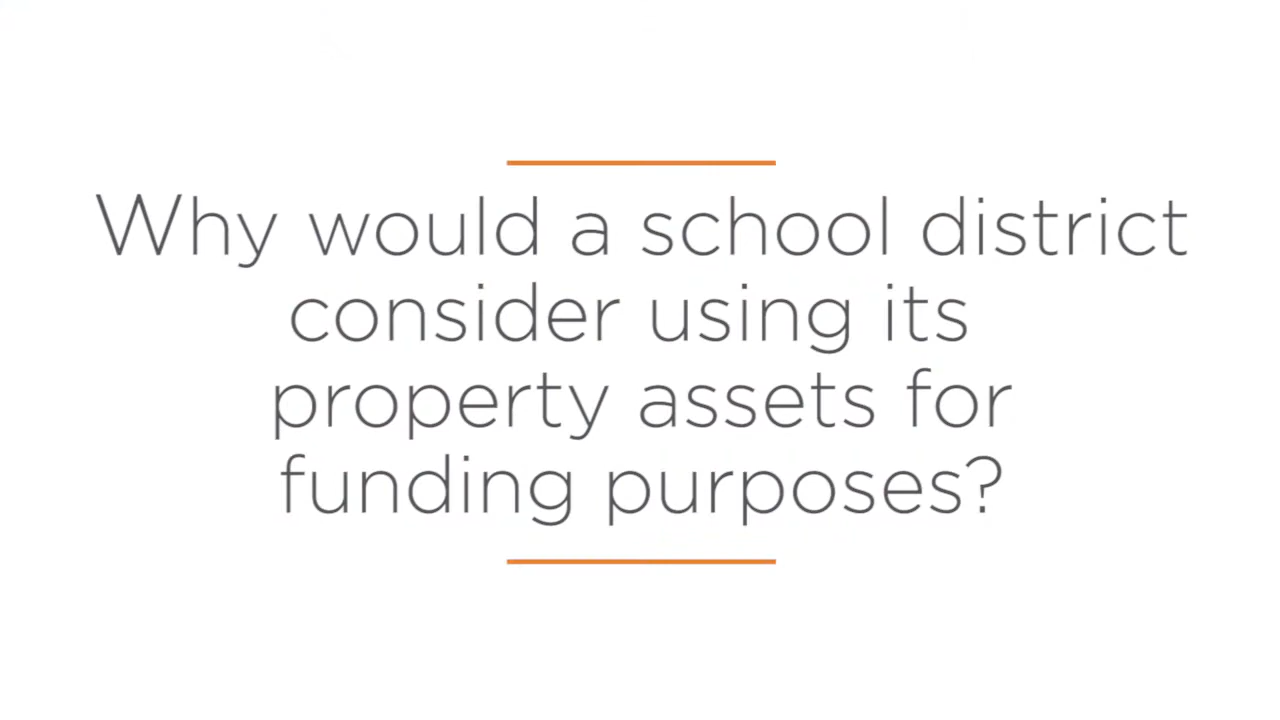 Why would a school district
consider using its
property assets for
funding purposes?